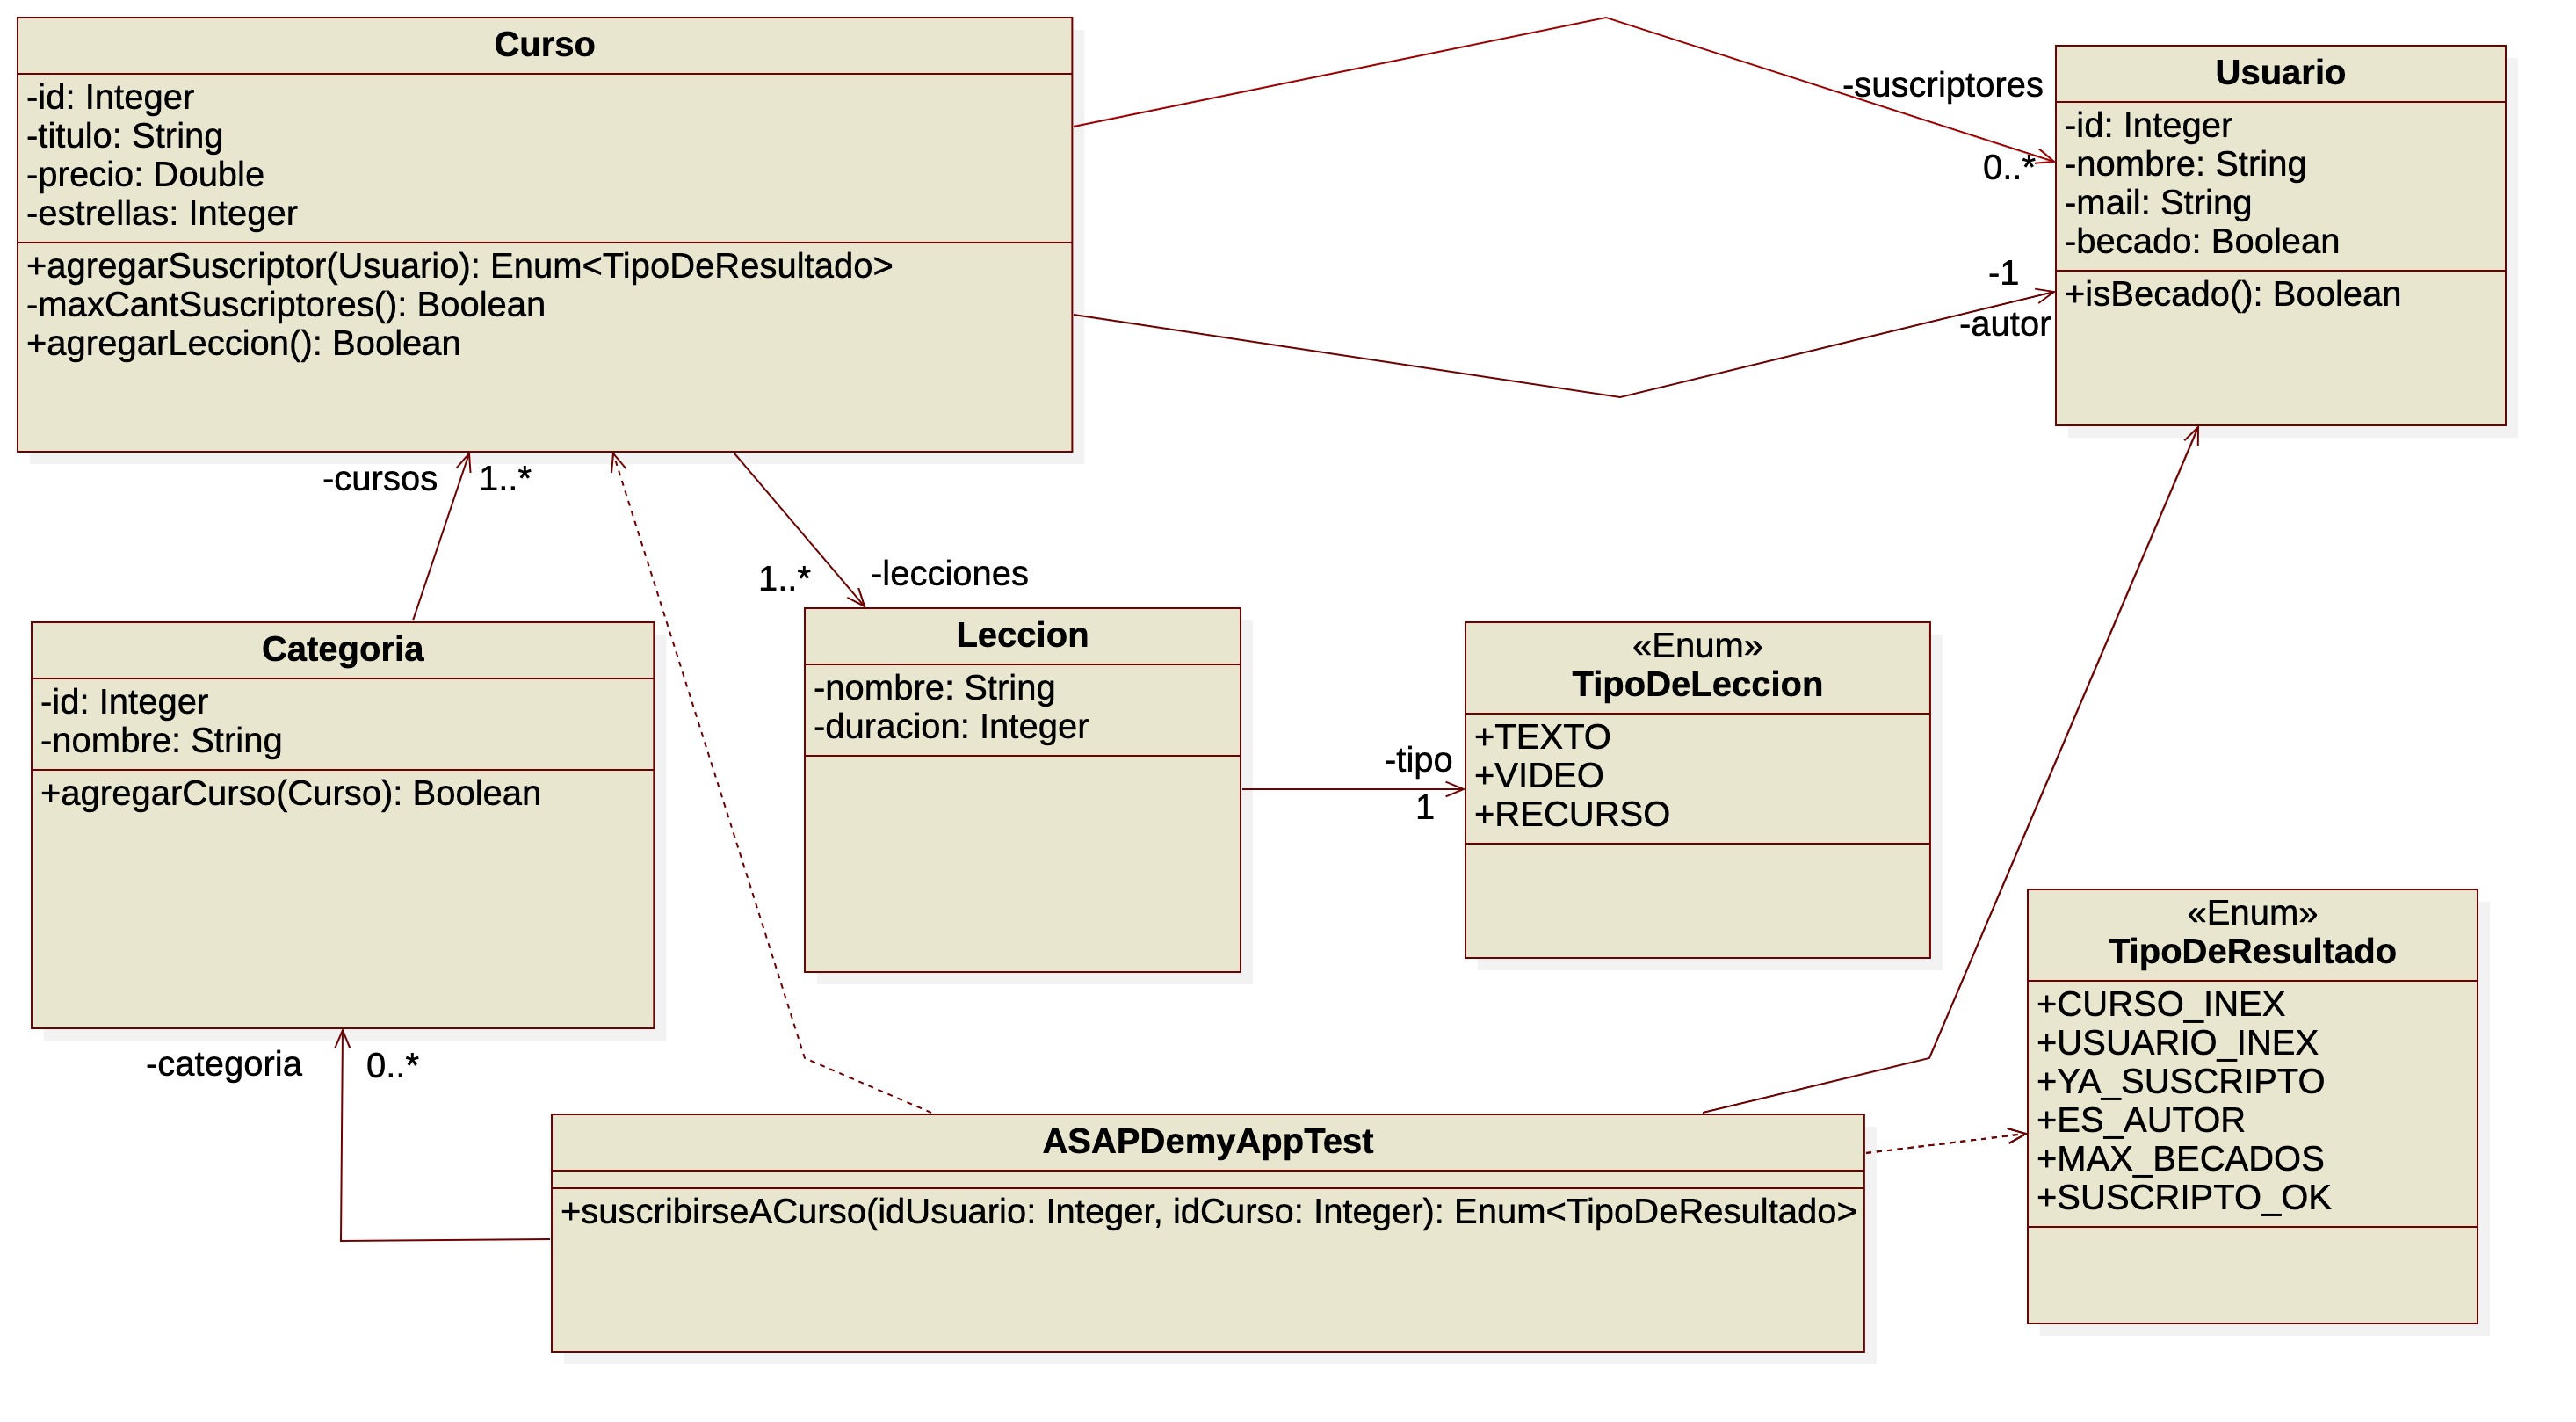 Curso
-id: Integer
-titulo: String
-precio: Double
-estrellas: Integer
+agregarSuscriptor(Usuario): Enum<TipoDeResultado>
-maxCantSuscriptores(): Boolean
+agregarLeccion(): Boolean
-suscriptores
0..*
-1
-autor
Usuario
-id: Integer
-nombre: String
-mail: String
-becado: Boolean
+isBecado(): Boolean
-cursos
1..*
1..*
-lecciones
Categoria
-id: Integer
-nombre: String
+agregarCurso(Curso): Boolean
Leccion
-nombre: String
-duracion: Integer
-tipo
1
«Enum»
TipoDeLeccion
+TEXTO
+VIDEO
+RECURSO
«Enum»
TipoDeResultado
+CURSO_INEX
+USUARIO_INEX
+YA_SUSCRIPTO
+ES_AUTOR
+MAX_BECADOS
+SUSCRIPTO_OK
-categoria
0..*
ASAPDemyAppTest
+suscribirseACurso(idUsuario: Integer, idCurso: Integer): Enum<TipoDeResultado>